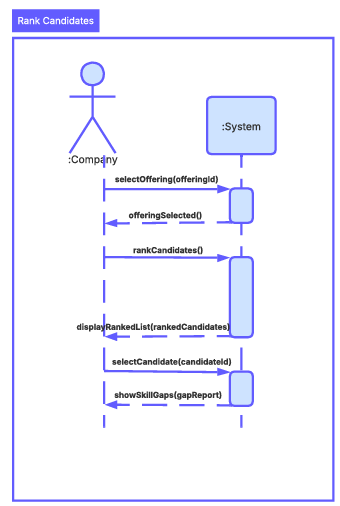 Rank Candidates
:Company
:System
selectOffering(offeringId)
offeringSelected()
rankCandidates()
displayRankedList(rankedCandidates)
selectCandidate(candidateId)
showSkillGaps(gapReport)